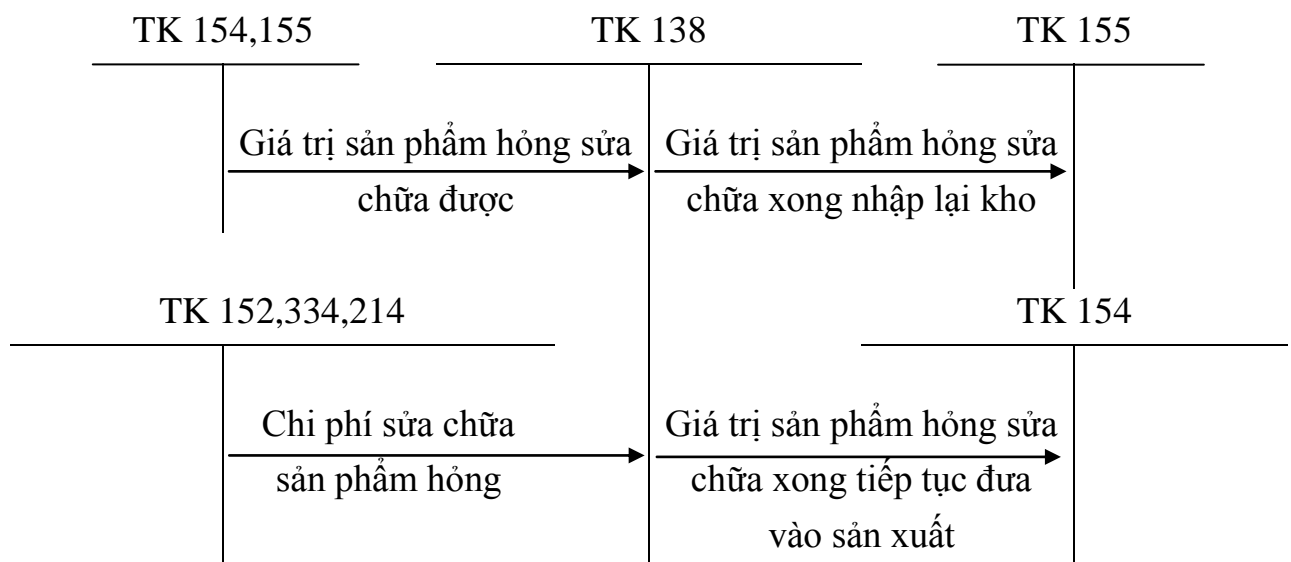 TK 154,155
TK 138
TK 155
Giá trị sản phẩm hỏng sửa
chữa được
Giá trị sản phẩm hỏng sửa
chữa xong nhập lại kho
TK 152,334,214
TK 154
Chi phí sửa chữa
sản phẩm hỏng
Giá trị sản phẩm hỏng sửa
chữa xong tiếp tục đưa
vào sản xuất